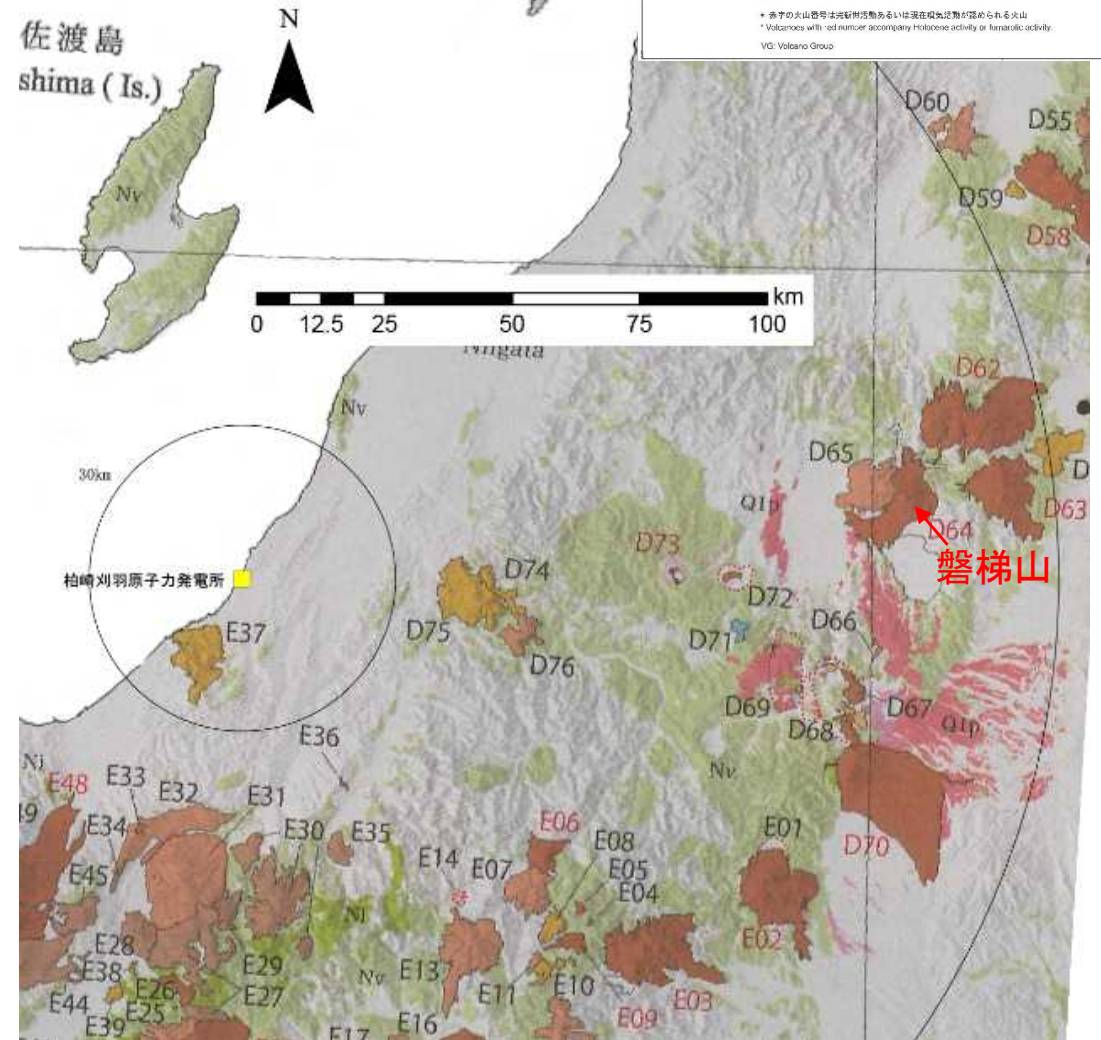 佐渡島
shima ( Is.)
N
* 赤字の火山番号は完新世活動あるいは現在噴気活動が認められる火山
* Volcanoes with red number accompany Holocene activity or fumarolic activity.
VG: Volcano Group
D60
D55
Nv
D59
D58
km
0 12.5 25 50 75 100
Niigata
D62
Nv
D65
D
30km
Q1p
D63
D64
D73
磐梯山
柏崎刈羽原子力発電所
D74
D72
D75
D71
D66
E37
D76
D69
D67
D68
Q1p
E36
Nv
Ni
E48
E33
E32
E31
E06
E01
E34
E30
E35
E08
D70
E14
E07
E05
E45
E04
Ni
E28
E02
E38
E29
Nv
E13
E10
E44
E26
E27
E11
E03
E25
E09
E39
E17
E16